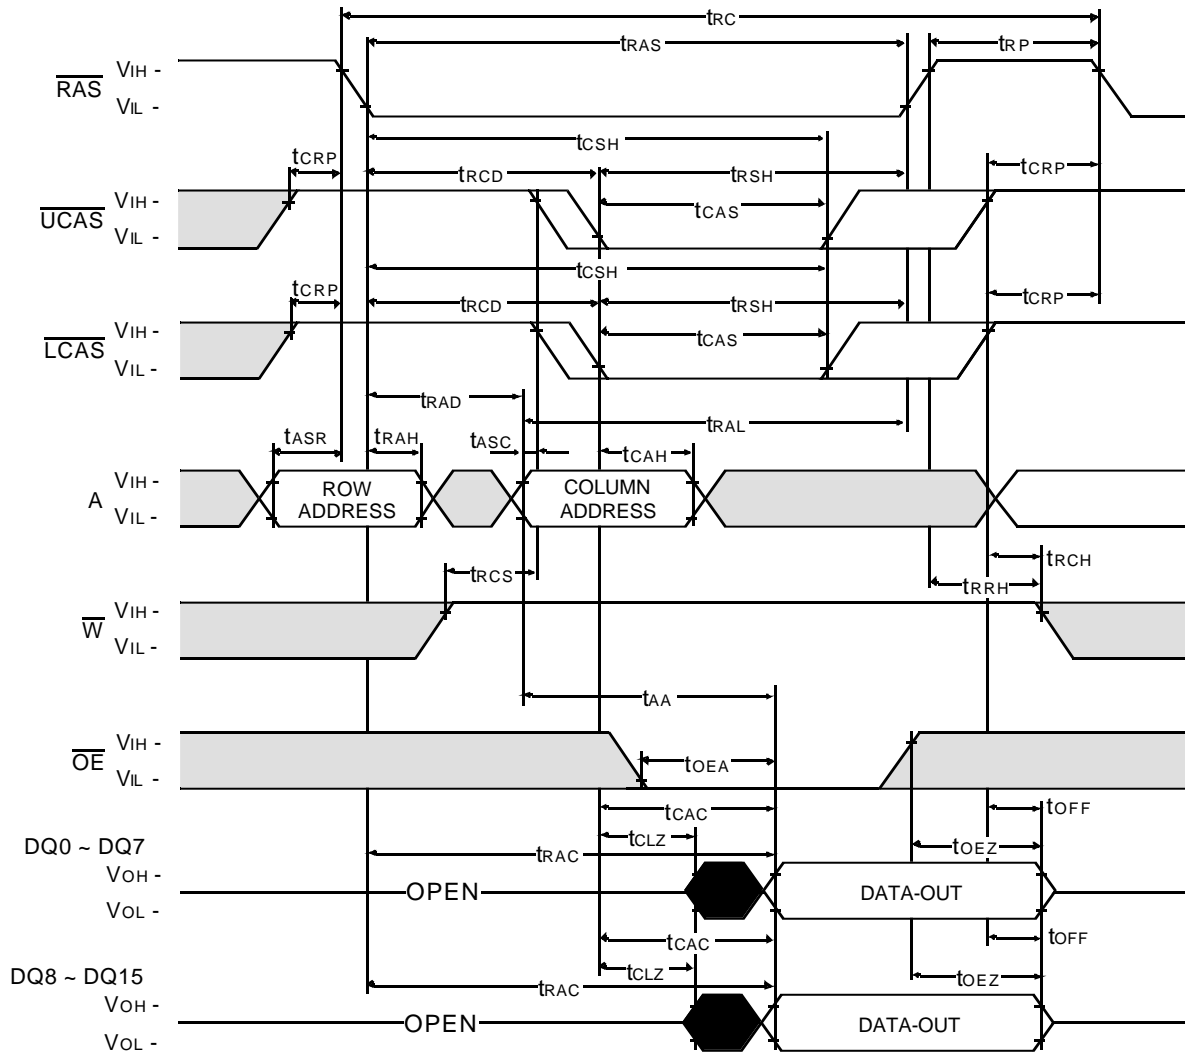 tRC
tRAS
tRP
RAS
VIH -
VIL -
tCSH
tCRP
tRCD
tRSH
tCRP
UCAS
VIH -
VIL -
tCAS
tCSH
tCRP
tRCD
tRSH
tCRP
LCAS
VIH -
VIL -
tCAS
tRAD
tRAL
tASR
tRAH
tASC
tCAH
A
VIH -
VIL -
ROW
ADDRESS
COLUMN
ADDRESS
tRCS
tRCH
tRRH
W
VIH -
VIL -
tAA
OE
VIH -
VIL -
tOEA
tCAC
tOFF
tCLZ
tOEZ
DQ0 ~ DQ7
tRAC
VOH -
VOL -
OPEN
DATA-OUT
tCAC
tOFF
DQ8 ~ DQ15
tCLZ
tOEZ
tRAC
VOH -
VOL -
OPEN
DATA-OUT